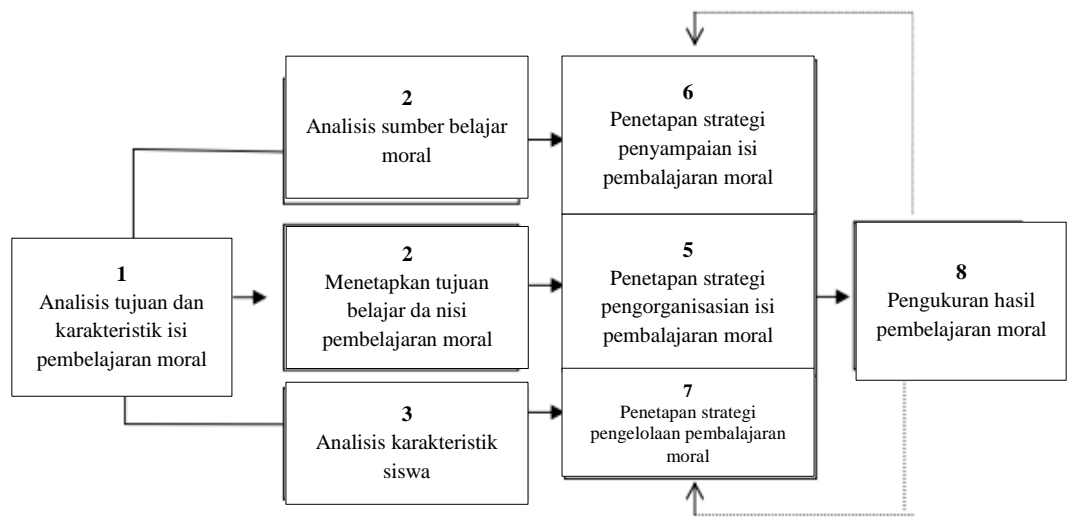 1
Analisis tujuan dan
karakteristik isi
pembelajaran moral
2
Analisis sumber belajar
moral
2
Menetapkan tujuan
belajar da nisi
pembelajaran moral
3
Analisis karakteristik
siswa
6
Penetapan strategi
penyampaian isi
pembalajaran moral
5
Penetapan strategi
pengorganisasian isi
pembalajaran moral
7
Penetapan strategi
pengelolaan pembalajaran
moral
8
Pengukuran hasil
pembelajaran moral